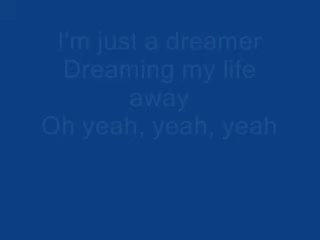 I'm just a dreamer
Dreaming my life
away
Oh yeah, yeah, yeah